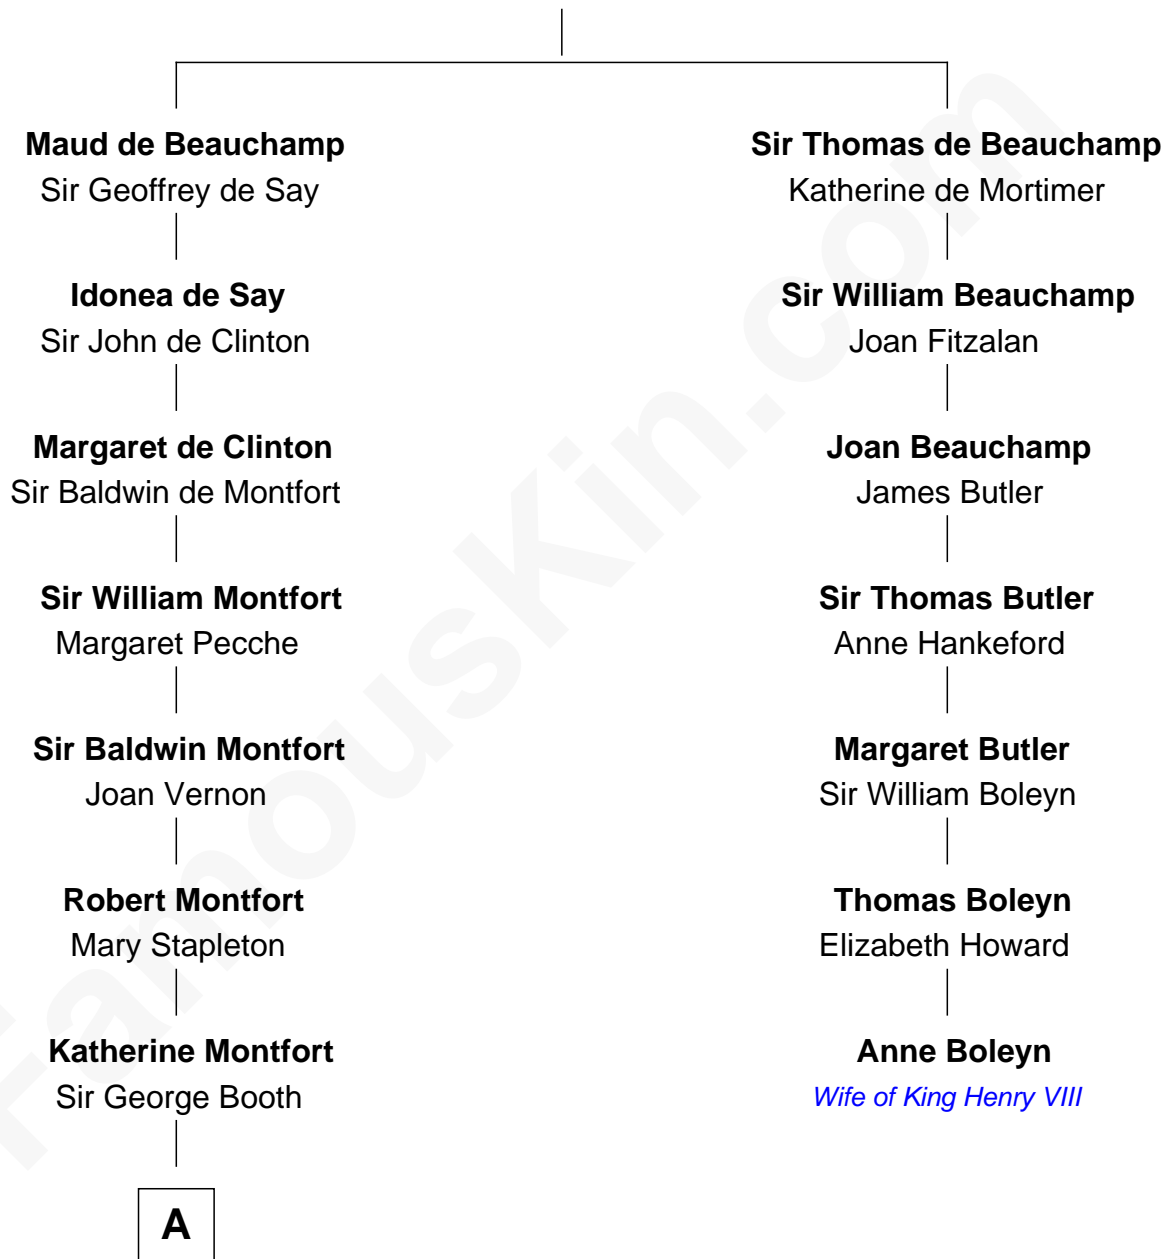 Maud de Beauchamp
Sir Geoffrey de Say
Sir Thomas de Beauchamp
Katherine de Mortimer
Idonea de Say
Sir John de Clinton
Sir William Beauchamp
Joan Fitzalan
Margaret de Clinton
Sir Baldwin de Montfort
Joan Beauchamp
James Butler
Sir William Montfort
Margaret Pecche
Sir Thomas Butler
Anne Hankeford
Sir Baldwin Montfort
Joan Vernon
Margaret Butler
Sir William Boleyn
Robert Montfort
Mary Stapleton
Thomas Boleyn
Elizabeth Howard
Katherine Montfort
Sir George Booth
Anne Boleyn
Wife of King Henry VIII
A
FamousKin.com